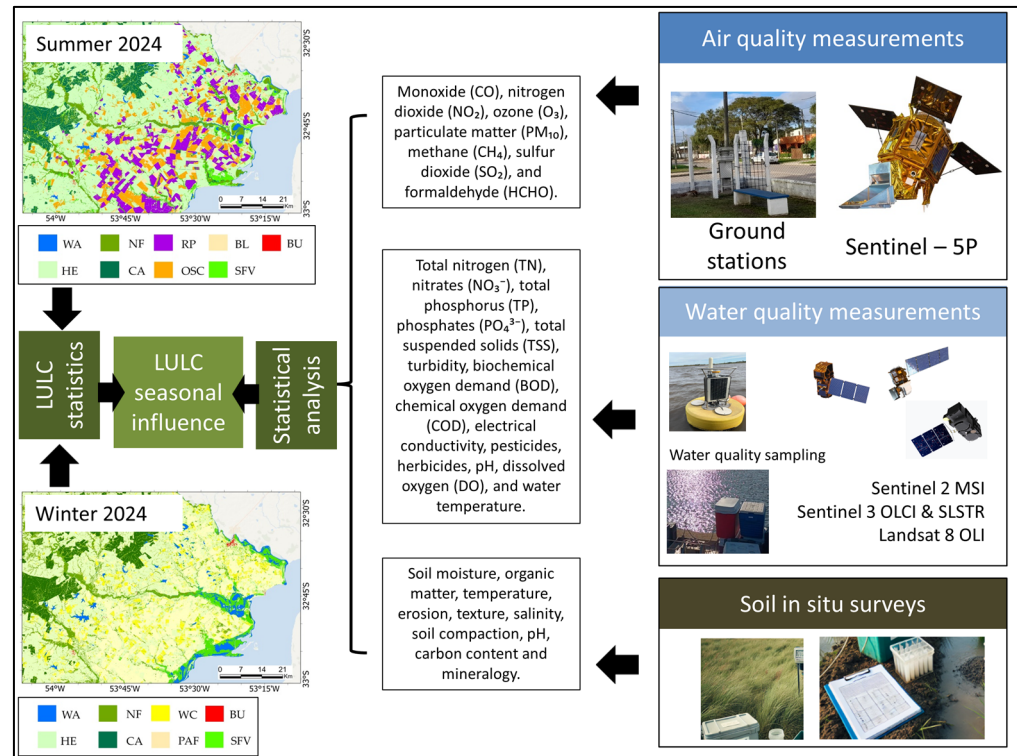 Summer 2024
32°30'S
32°45'S
33°S
0 7 14 21
Km
54°W 53°45'W 53°30'W 53°15'W
WA NF RP BL BU
HE CA OSC SFV
LULC
statistics
LULC
seasonal
influence
Statistical
analysis
Winter 2024
32°30'S
32°45'S
33°S
0 7 14 21
Km
54°W 53°45'W 53°30'W 53°15'W
WA NF WC BU
HE CA PAF SFV
Monoxide (CO), nitrogen
dioxide (NO₂), ozone (O₃),
particulate matter (PM₁₀),
methane (CH₄), sulfur
dioxide (SO₂), and
formaldehyde (HCHO).
Total nitrogen (TN),
nitrates (NO₃⁻), total
phosphorus (TP),
phosphates (PO₄³⁻), total
suspended solids (TSS),
turbidity, biochemical
oxygen demand (BOD),
chemical oxygen demand
(COD), electrical
conductivity, pesticides,
herbicides, pH, dissolved
oxygen (DO), and water
temperature.
Soil moisture, organic
matter, temperature,
erosion, texture, salinity,
soil compaction, pH,
carbon content and
mineralogy.
Air quality measurements
Ground
stations
Sentinel – 5P
Water quality measurements
Water quality sampling
Sentinel 2 MSI
Sentinel 3 OLCI & SLSTR
Landsat 8 OLI
Soil in situ surveys